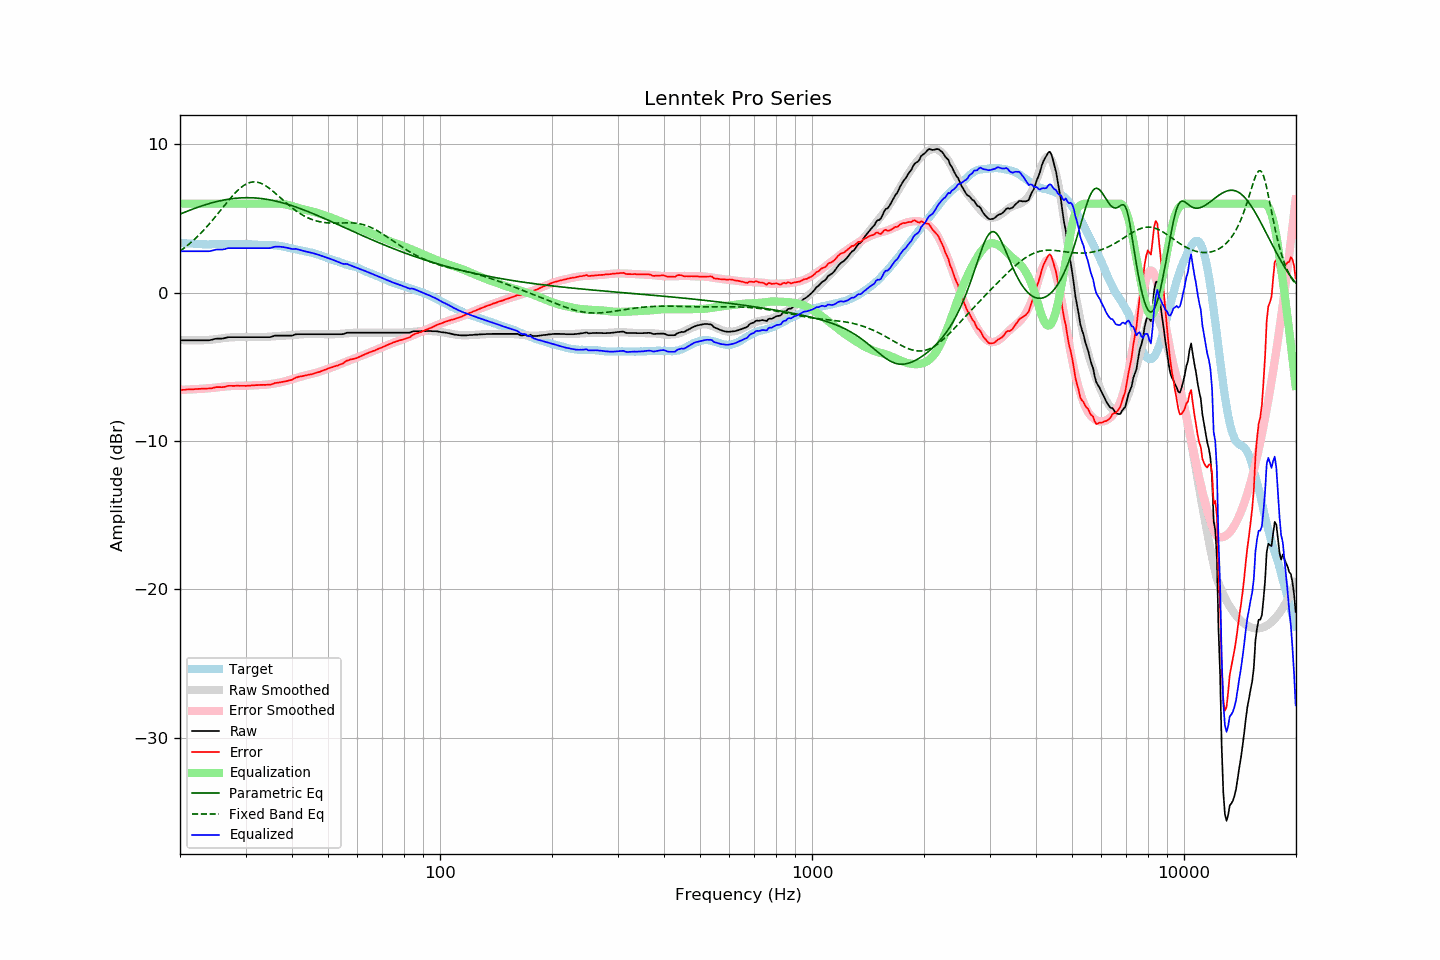 Lenntek Pro Series
10
0
−10
−20
−30
Amplitude (dBr)
Target
Raw Smoothed
Error Smoothed
Raw
Error
Equalization
Parametric Eq
Fixed Band Eq
Equalized
100
1000
10000
Frequency (Hz)